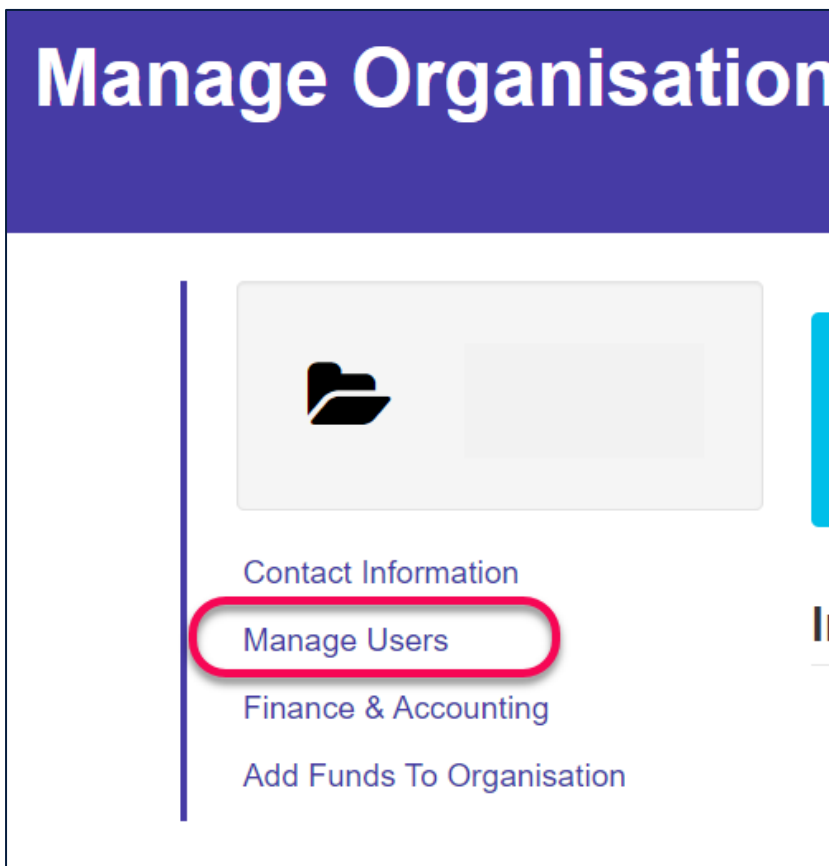 Manage Organisation
Contact Information
Manage Users
Finance & Accounting
Add Funds To Organisation